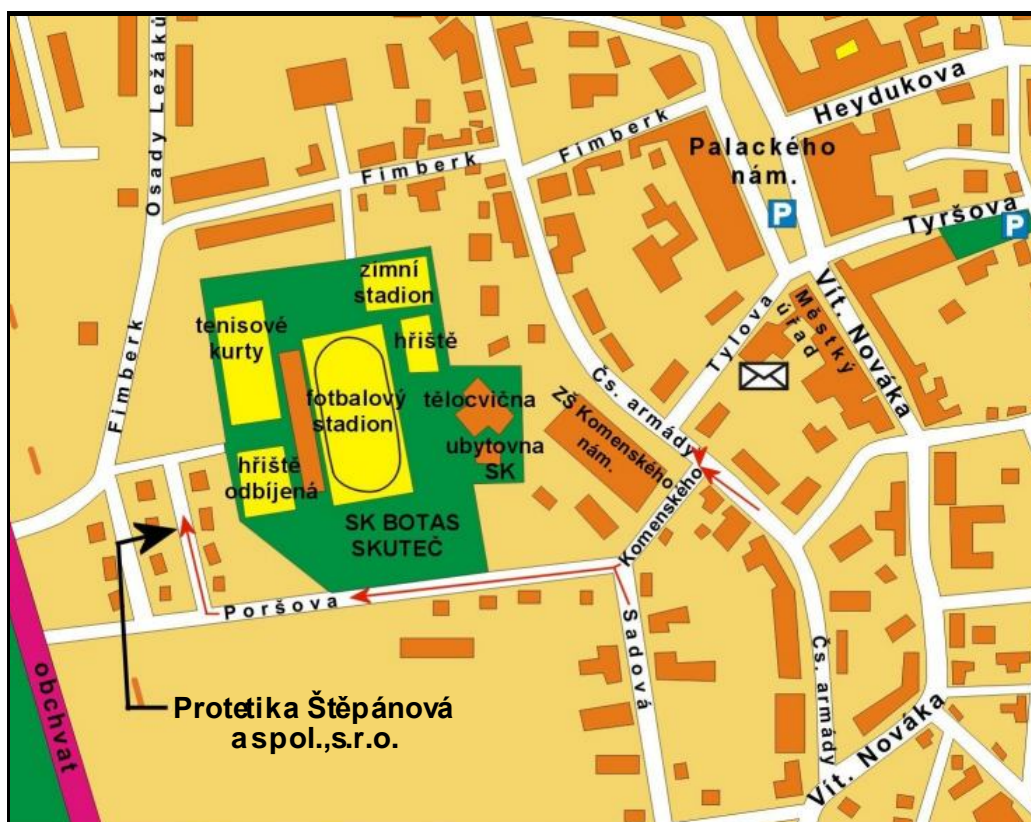 Osady Ležáků
Fimberk
Fimberk
Heydukova
Palackého
nám.
P
Tyršova
P
zimní
stadion
tenisové
kurty
hřiště
Fimberk
fotbalový
stadion
tělocvična
ubytovna
SK
hřiště
odbíjená
SK BOTAS
SKUTEČ
Čs. armády
Tylova
Městký
úřad
Vít. Nováka
ZŠ Komenského
nám.
Komenského
Poršova
Sadová
Čs. armády
Vít. Nováka
obchvat
Protetika Štěpánová
a spol.,s.r.o.